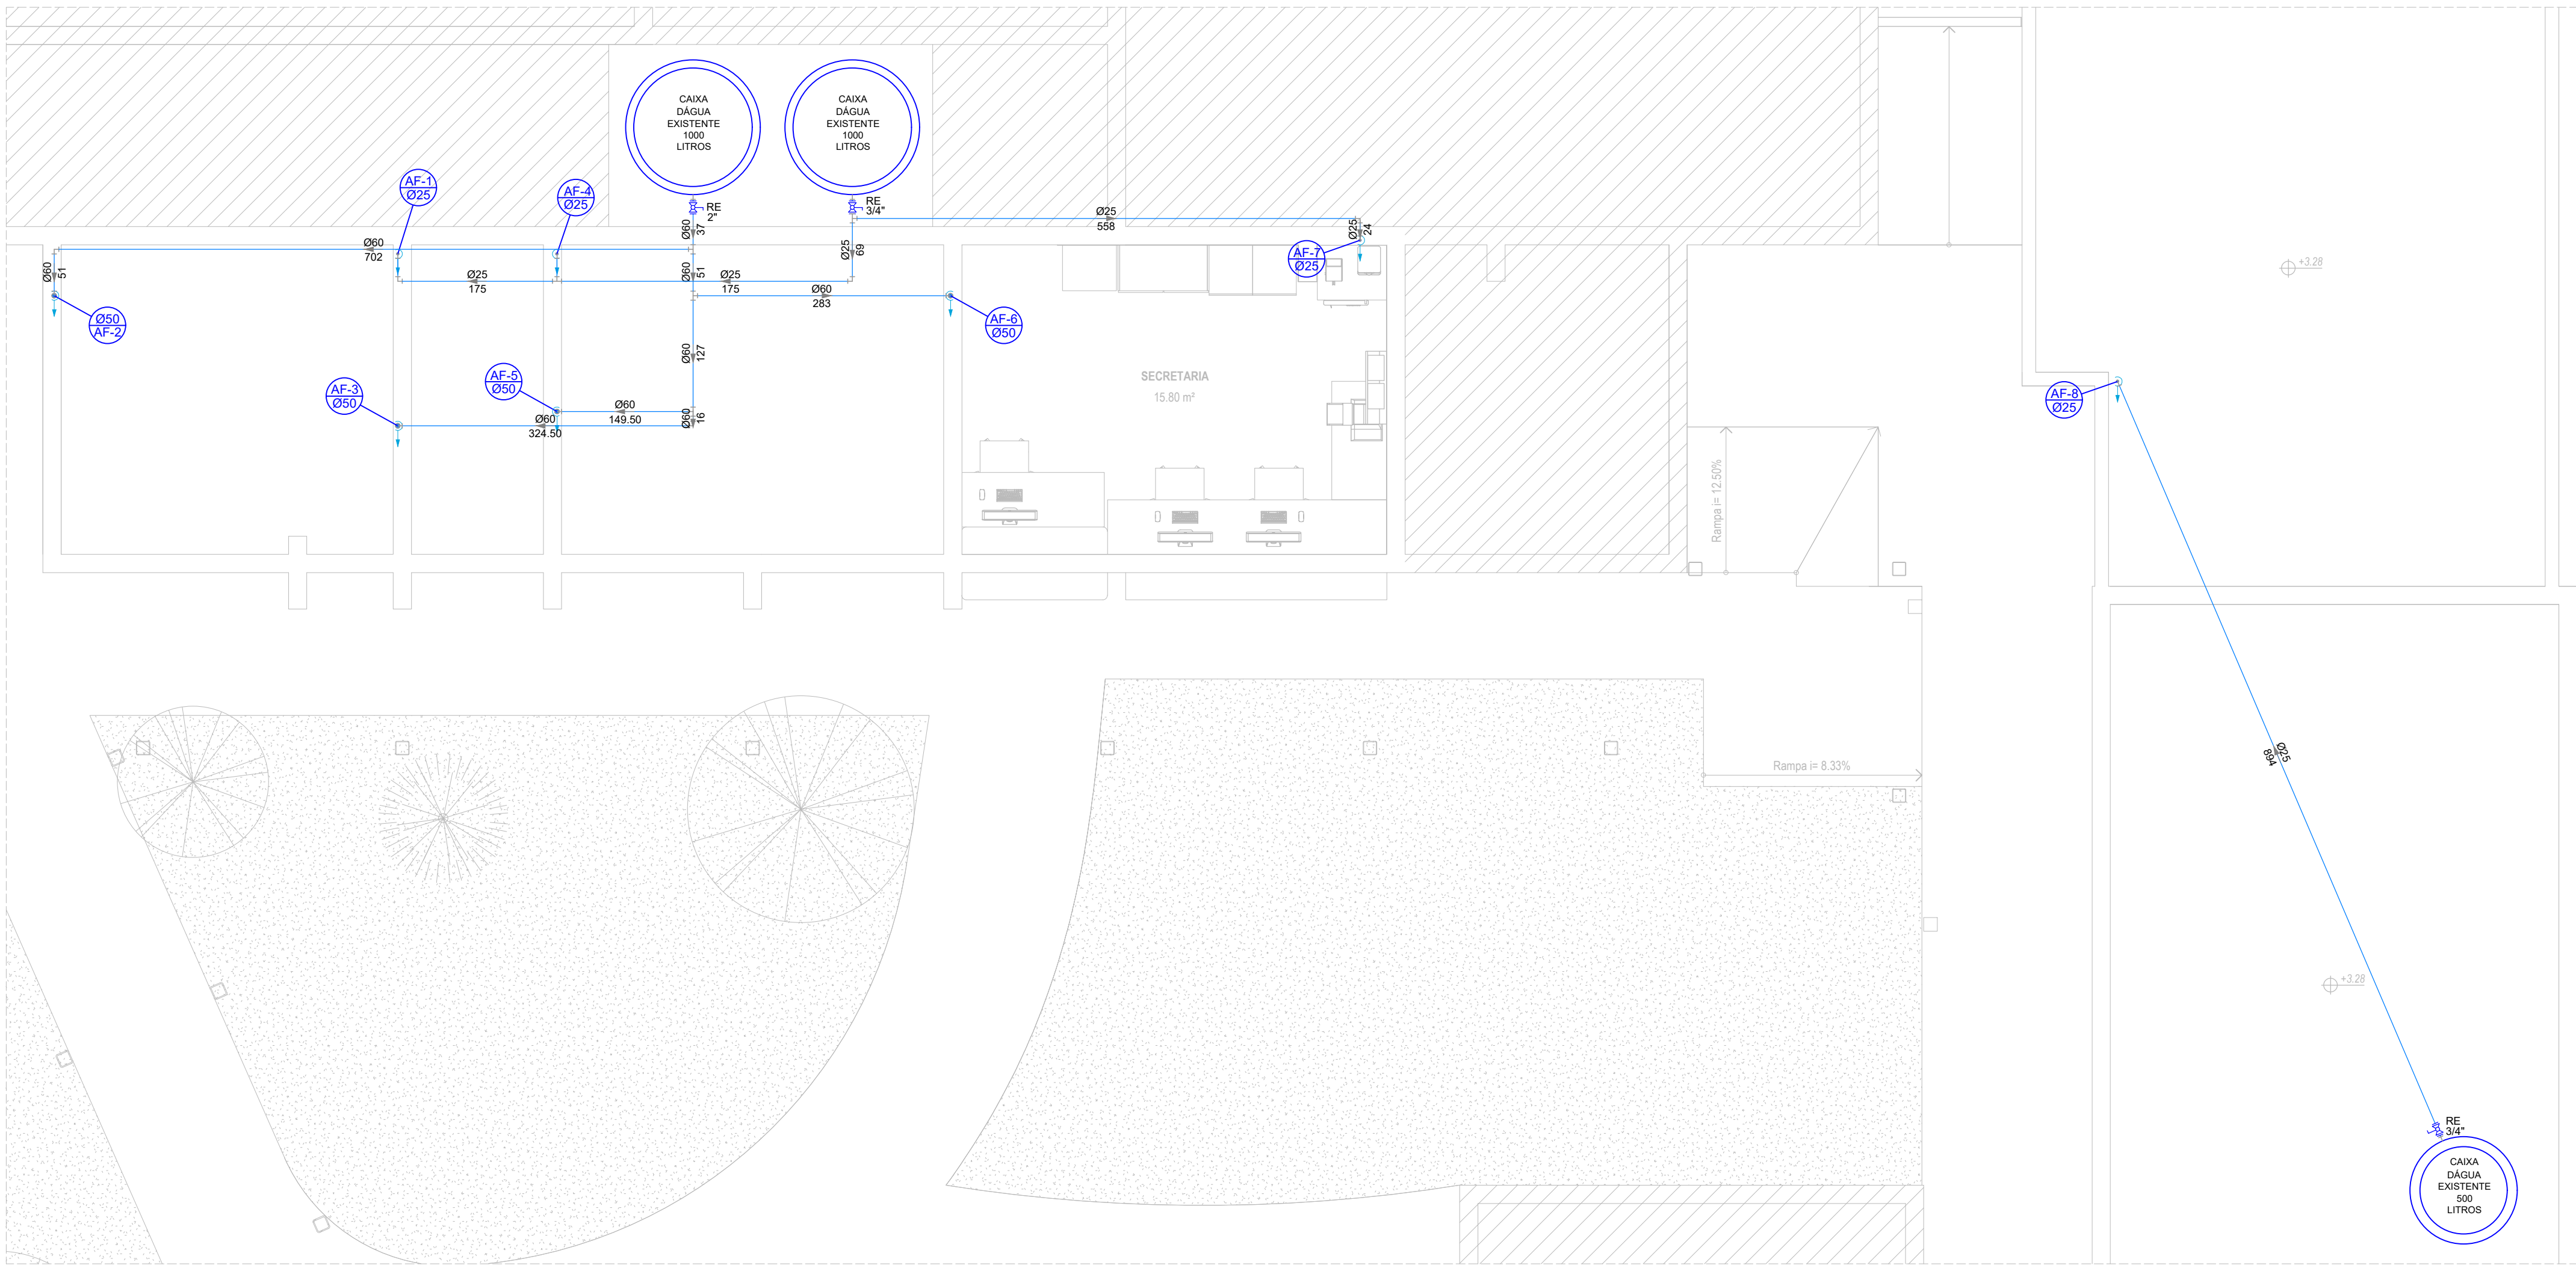 CAIXA
DÁGUA
EXISTENTE
1000
LITROS
CAIXA
DÁGUA
EXISTENTE
1000
LITROS
AF-1
Ø25
AF-4
Ø25
RE
2"
RE
3/4"
Ø25
558
Ø25
24
Ø60
37
Ø25
69
Ø60
702
Ø60
51
Ø60
51
Ø25
175
Ø25
175
Ø60
283
AF-7
Ø25
+3.28
Ø50
AF-2
AF-6
Ø50
Ø60
127
SECRETARIA
15.80 m²
AF-3
Ø50
AF-5
Ø50
AF-8
Ø25
Ø60
149.50
Ø60
324.50
Ø60
16
Rampa i= 12.50%
Rampa i= 8.33%
Ø25
894
+3.28
RE
3/4"
CAIXA
DÁGUA
EXISTENTE
500
LITROS